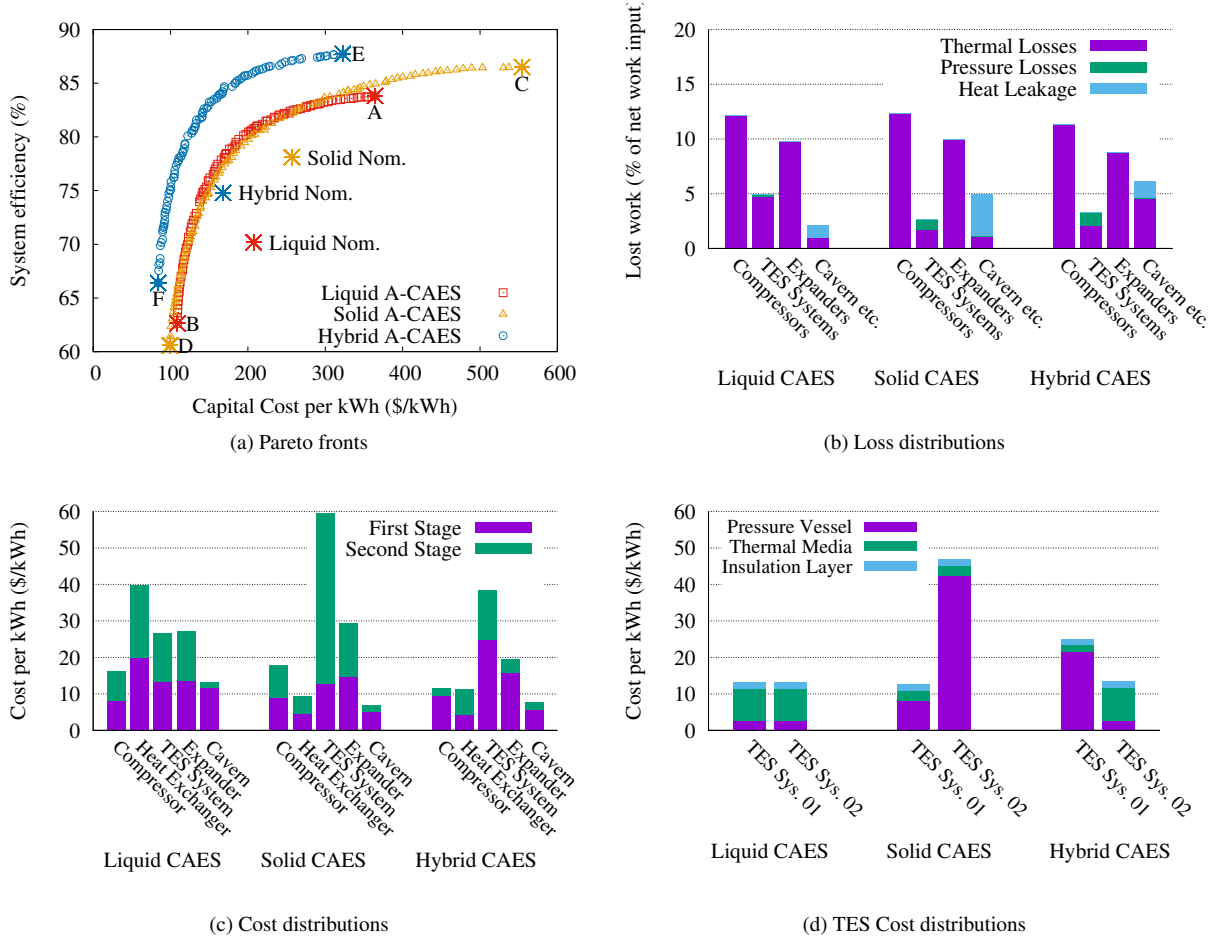 System efficiency (%)
90
85
80
75
70
65
60
E
C
A
Solid Nom.
Hybrid Nom.
Liquid Nom.
F
B
D
Liquid A-CAES
Solid A-CAES
Hybrid A-CAES
0 100 200 300 400 500 600
Capital Cost per kWh ($/kWh)
(a) Pareto fronts
Lost work (% of net work input)
20
15
10
5
0
Thermal Losses
Pressure Losses
Heat Leakage
Compressors TES Systems Expanders Cavern etc. Compressors TES Systems Expanders Cavern etc. Compressors TES Systems Expanders Cavern etc.
Liquid CAES Solid CAES Hybrid CAES
(b) Loss distributions
Cost per kWh ($/kWh)
60
50
40
30
20
10
0
First Stage
Second Stage
Compressor Heat Exchanger TES System Expander Cavern Compressor Heat Exchanger TES System Expander Cavern Compressor Heat Exchanger TES System Expander Cavern
Liquid CAES Solid CAES Hybrid CAES
(c) Cost distributions
Cost per kWh ($/kWh)
60
50
40
30
20
10
0
Pressure Vessel
Thermal Media
Insulation Layer
TES Sys. 01 TES Sys. 02 TES Sys. 01 TES Sys. 02 TES Sys. 01 TES Sys. 02
Liquid CAES Solid CAES Hybrid CAES
(d) TES Cost distributions